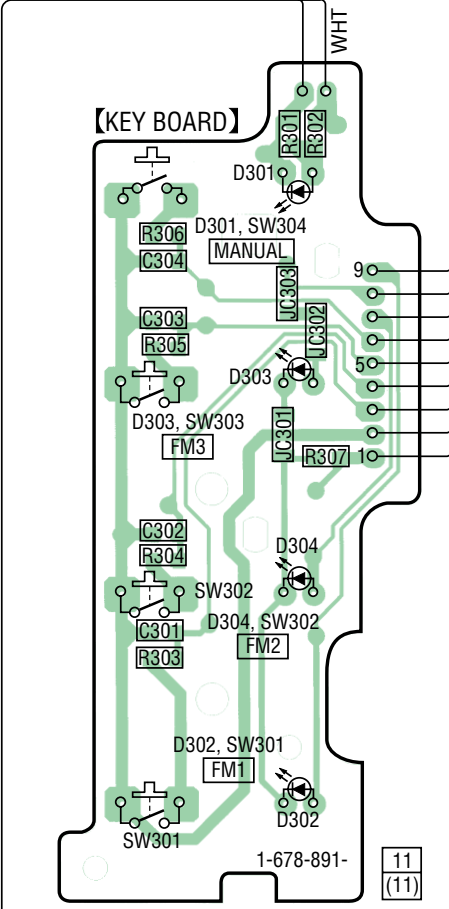 WHT
【KEY BOARD】
R301
R302
D301
D301, SW304
MANUAL
R306
C304
JC303
9
C303
R305
JC302
5
D303
D303, SW303
FM3
JC301
R307
1
C302
R304
D304
SW302
D304, SW302
FM2
C301
R303
D302, SW301
FM1
D302
SW301
1-678-891-
11
(11)